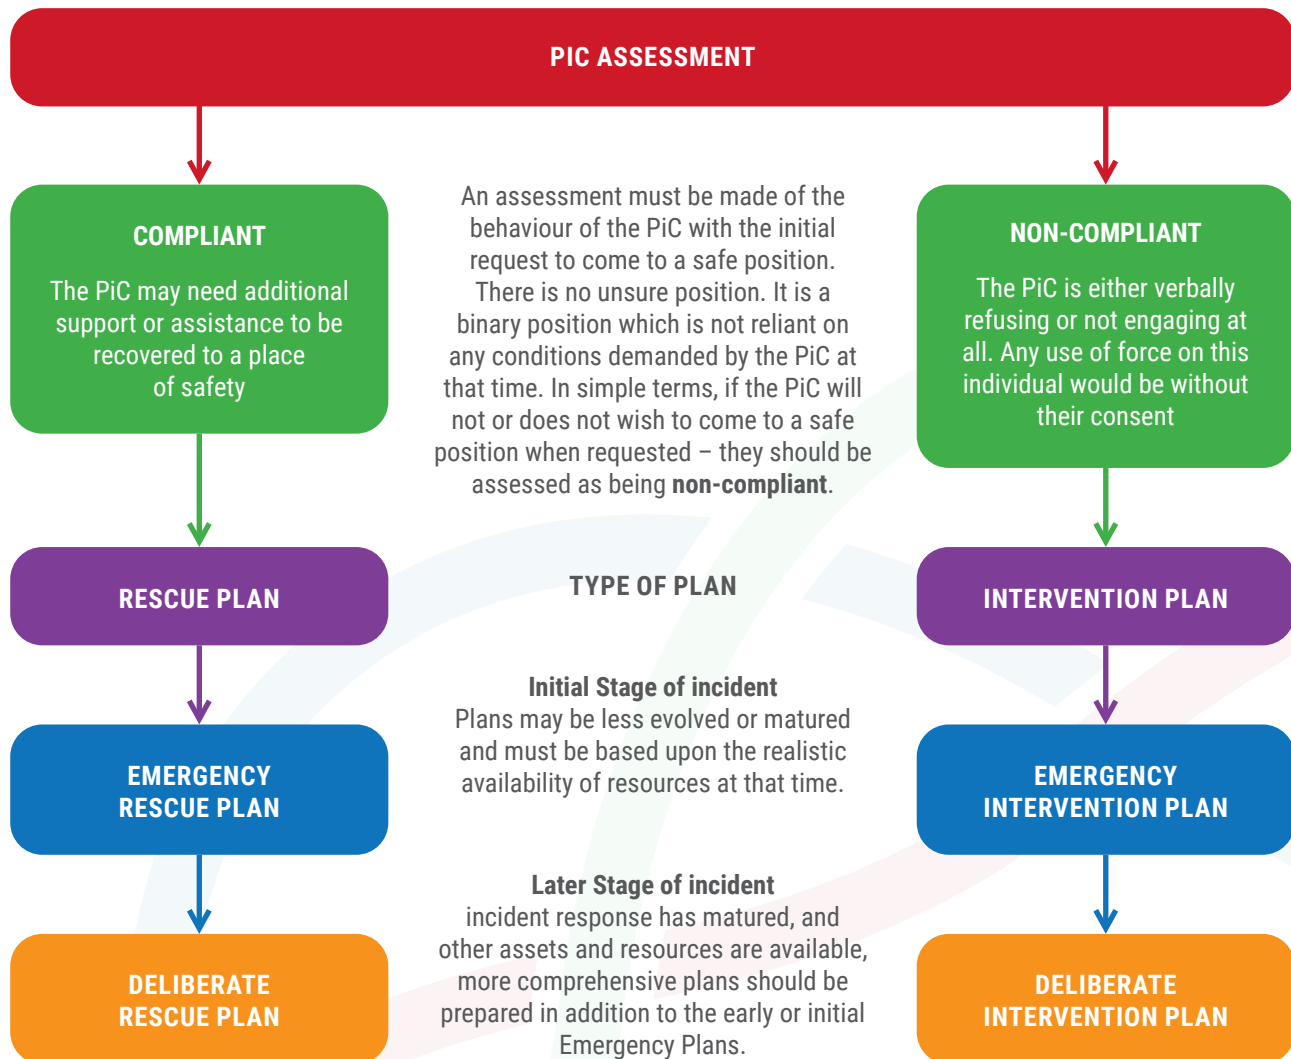 PIC ASSESSMENT
COMPLIANT
The PiC may need additional
support or assistance to be
recovered to a place
of safety
An assessment must be made of the
behaviour of the PiC with the initial
request to come to a safe position.
There is no unsure position. It is a
binary position which is not reliant on
any conditions demanded by the PiC at
that time. In simple terms, if the PiC will
not or does not wish to come to a safe
position when requested – they should be
assessed as being non-compliant.
NON-COMPLIANT
The PiC is either verbally
refusing or not engaging at
all. Any use of force on this
individual would be without
their consent
RESCUE PLAN
TYPE OF PLAN
INTERVENTION PLAN
EMERGENCY
RESCUE PLAN
Initial Stage of incident
Plans may be less evolved or matured
and must be based upon the realistic
availability of resources at that time.
EMERGENCY
INTERVENTION PLAN
DELIBERATE
RESCUE PLAN
Later Stage of incident
incident response has matured, and
other assets and resources are available,
more comprehensive plans should be
prepared in addition to the early or initial
Emergency Plans.
DELIBERATE
INTERVENTION PLAN